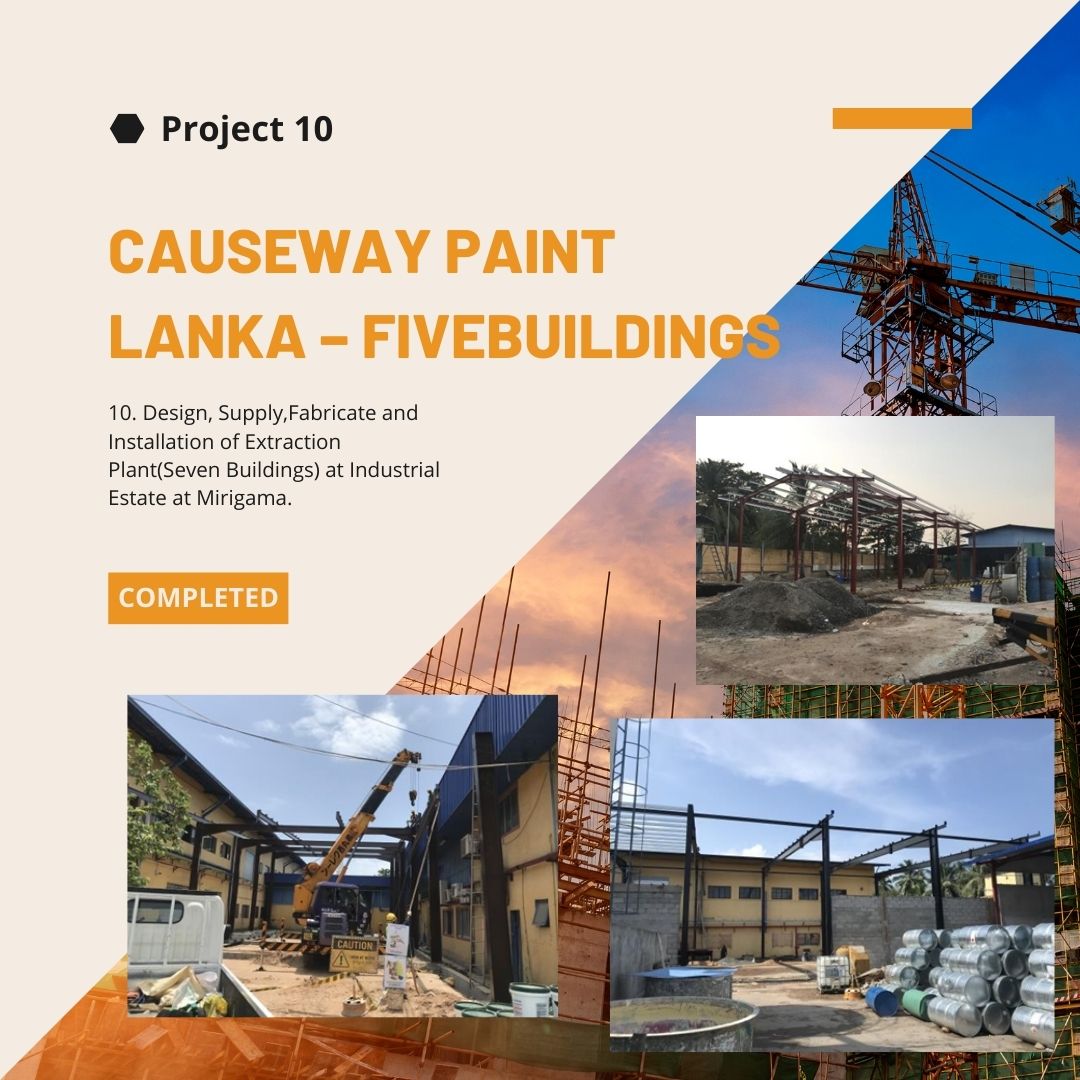 Project 10
CAUSEWAY PAINT
LANKA – FIVEBUILDINGS
10. Design, Supply,Fabricate and
Installation of Extraction
Plant(Seven Buildings) at Industrial
Estate at Mirigama.
COMPLETED
CAUTION